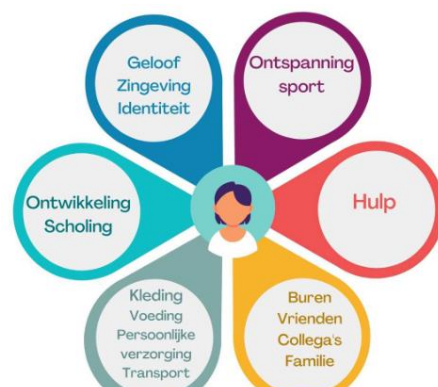 Geloof
Zingeving
Identiteit
Ontspanning
sport
Ontwikkeling
Scholing
Hulp
Kleding
Voeding
Persoonlijke
verzorging
Transport
Buren
Vrienden
Collega's
Familie